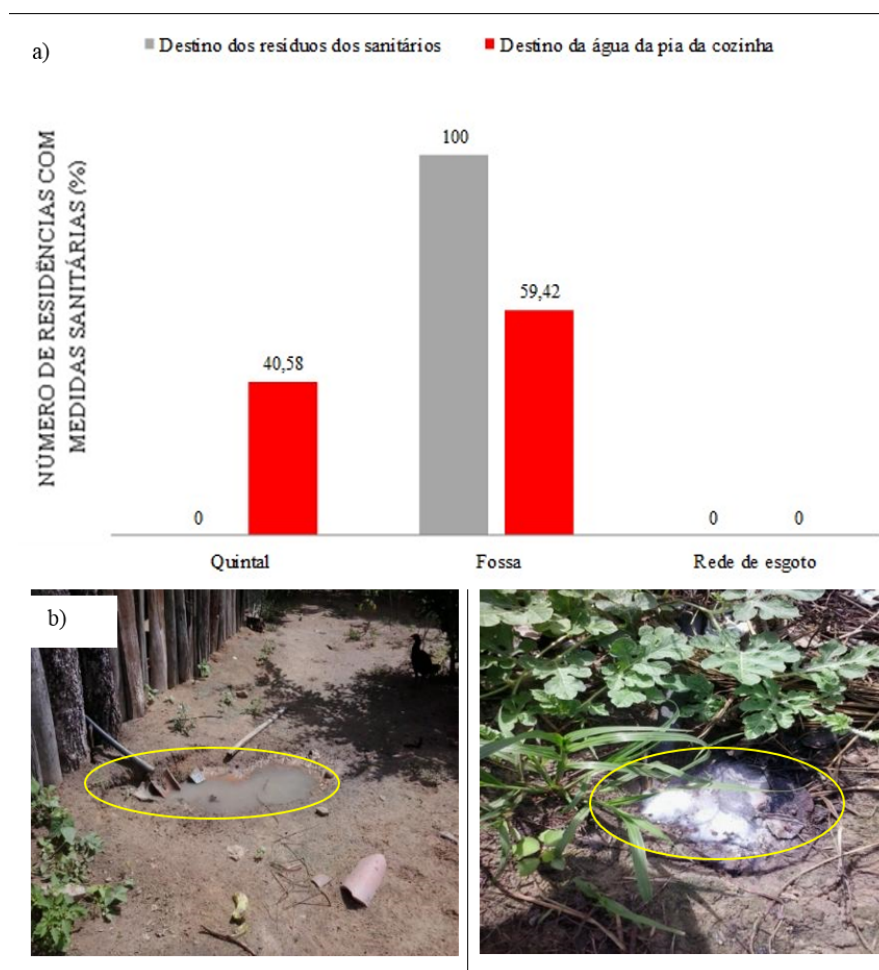 a)
Destino dos resíduos dos sanitários
Destino da água da pia da cozinha
NÚMERO DE RESIDÊNCIAS COM
MEDIDAS SANITÁRIAS (%)
100
59,42
40,58
0
0
0
Quintal
Fossa
Rede de esgoto
b)